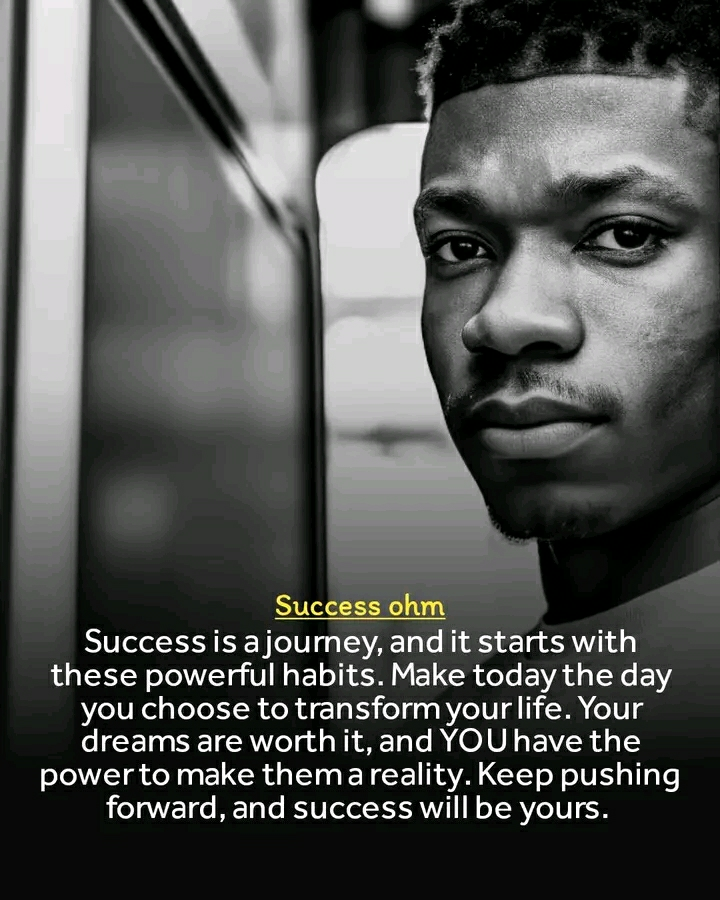 Success ohm
Success is a journey, and it starts with
these powerful habits. Make today the day
you choose to transform your life. Your
dreams are worth it, and YOU have the
power to make them a reality. Keep pushing
forward, and success will be yours.